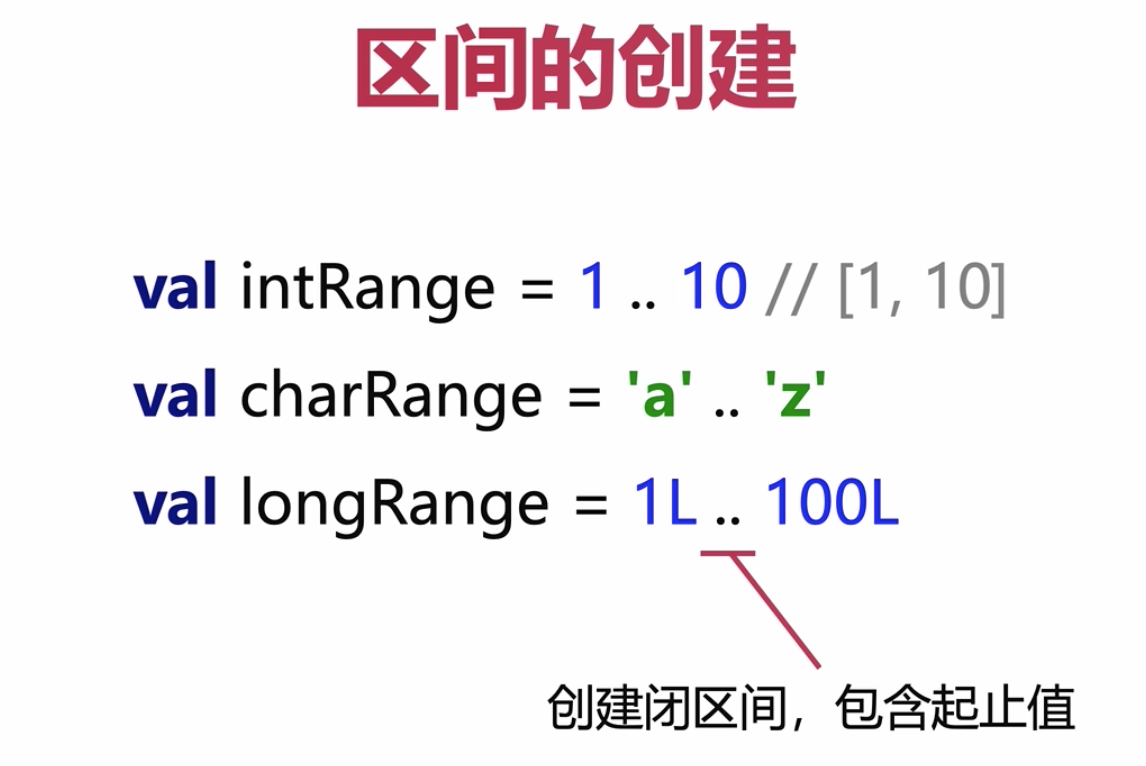 区间的创建
val intRange = 1 .. 10 // [1, 10]
val charRange = 'a' .. 'z'
val longRange = 1L .. 100L
创建闭区间，包含起止值